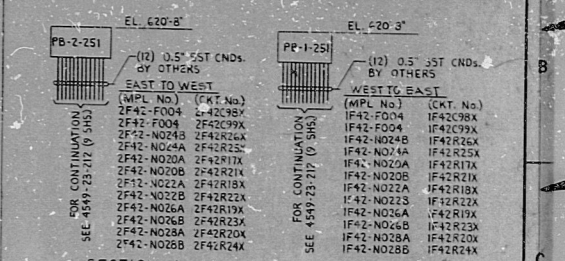 EL. 620'-8"
PB-2-251
(12) 0.5" SST CNDs.
BY OTHERS
EAST TO WEST
(MPL No.) (CKT No.)
2F42-F004 2F42C98X
2F42-F004 2F42C99X
2F42-N024B 2F42R26X
2F42-N024A 2F42R25X
2F42-N020A 2F42R17X
2F42-N020B 2F42R21X
2F42-N022A 2F42R18X
2F42-N022B 2F42R22X
2F42-N026A 2F42R19X
2F42-N026B 2F42R23X
2F42-N028A 2F42R20X
2F42-N028B 2F42R24X
FOR CONTINUATION
SEE 4549-23-217 (9 SHS.)
EL. 620'-3"
PB-1-251
(12) 0.5" SST CNDs.
BY OTHERS
WEST TO EAST
(MPL No.) (CKT. No.)
1F42-F004 1F42C98X
1F42-F004 1F42C99X
1F42-N024B 1F42R26X
1F42-N024A 1F42R25X
1F42-N020A 1F42R17X
1F42-N020B 1F42R21X
1F42-N022A 1F42R18X
1F42-N022B 1F42R22X
1F42-N026A 1F42R19X
1F42-N026B 1F42R23X
1F42-N028A 1F42R20X
1F42-N028B 1F42R24X
FOR CONTINUATION
SEE 4549-23-212 (9 SHS.)
B